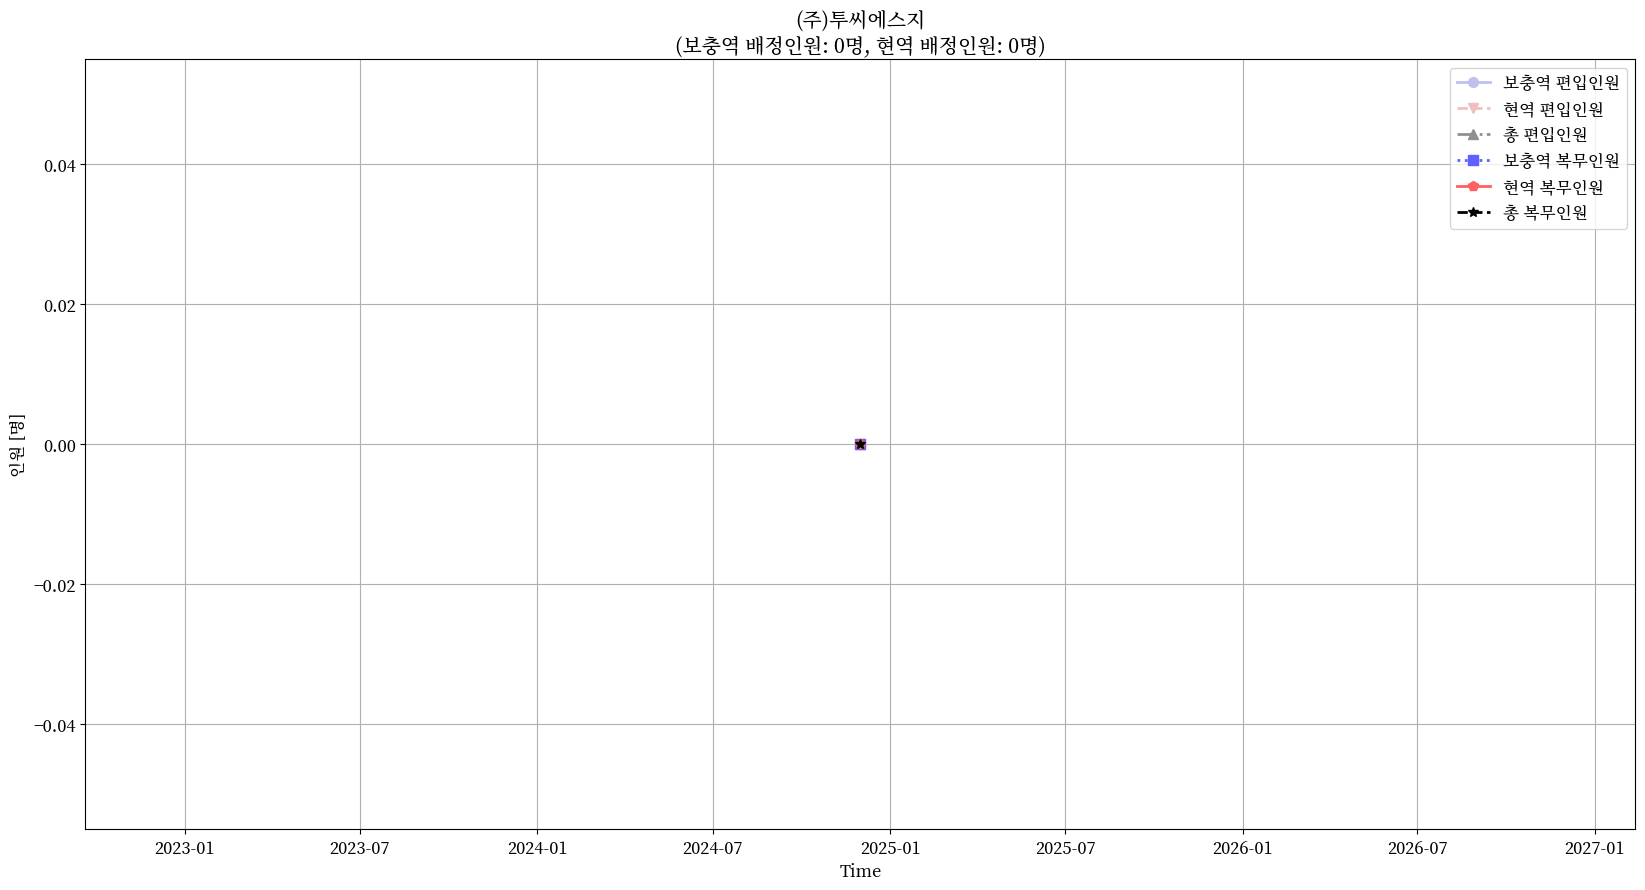 (주)투씨에스지
(보충역 배정인원: 0명, 현역 배정인원: 0명)
보충역 편입인원
현역 편입인원
총 편입인원
보충역 복무인원
현역 복무인원
총 복무인원
인원 [명]
0.04
0.02
0.00
−0.02
−0.04
2023-01
2023-07
2024-01
2024-07
2025-01
2025-07
2026-01
2026-07
2027-01
Time